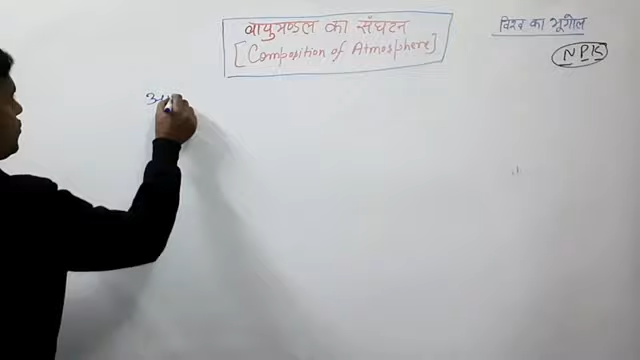 वायुमण्डल का संघटन
[Composition of Atmosphere]
विश्व का भूगोल
NPK